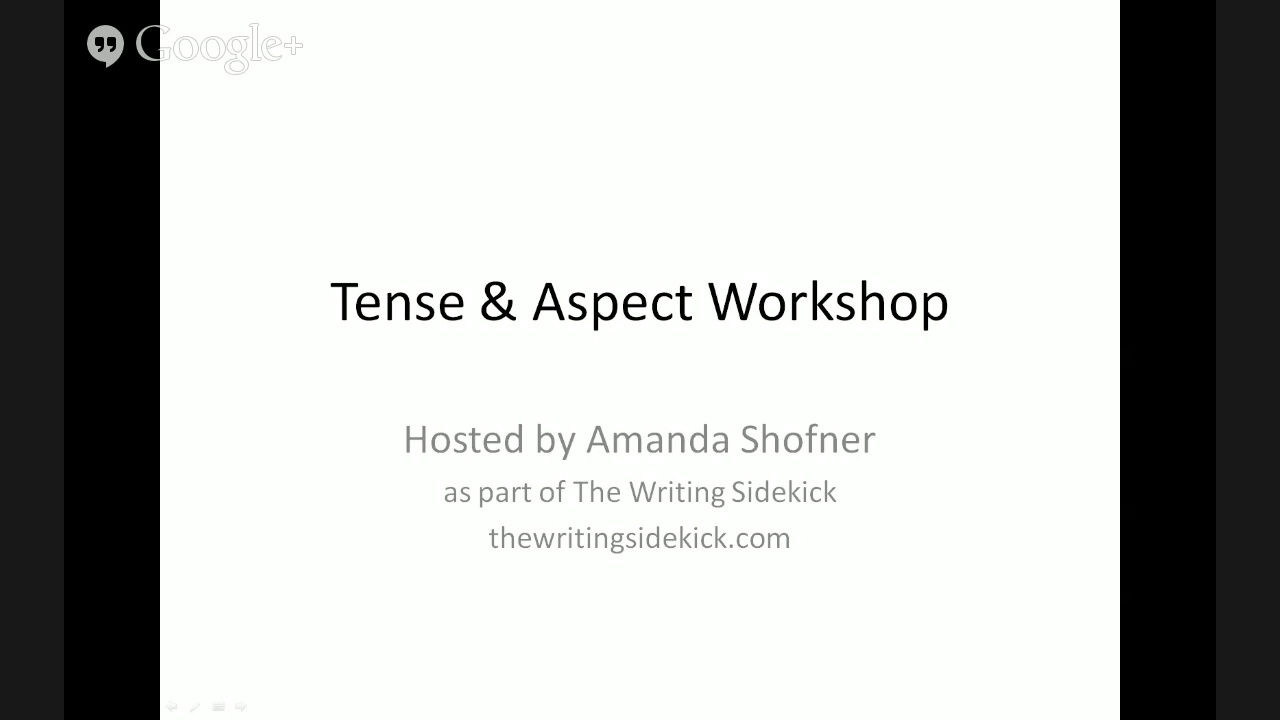 Google+
Tense & Aspect Workshop
Hosted by Amanda Shofner
as part of The Writing Sidekick
thewritingsidekick.com